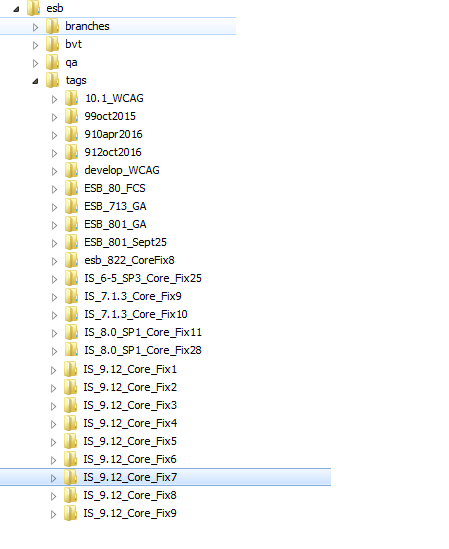 esb
branches
bvt
qa
tags
10.1_WCAG
99oct2015
910apr2016
912oct2016
develop_WCAG
ESB_80_FCS
ESB_713_GA
ESB_801_GA
ESB_801_Sept25
esb_822_CoreFix8
IS_6-5_SP3_Core_Fix25
IS_7.1.3_Core_Fix9
IS_7.1.3_Core_Fix10
IS_8.0_SP1_Core_Fix11
IS_8.0_SP1_Core_Fix28
IS_9.12_Core_Fix1
IS_9.12_Core_Fix2
IS_9.12_Core_Fix3
IS_9.12_Core_Fix4
IS_9.12_Core_Fix5
IS_9.12_Core_Fix6
IS_9.12_Core_Fix7
IS_9.12_Core_Fix8
IS_9.12_Core_Fix9